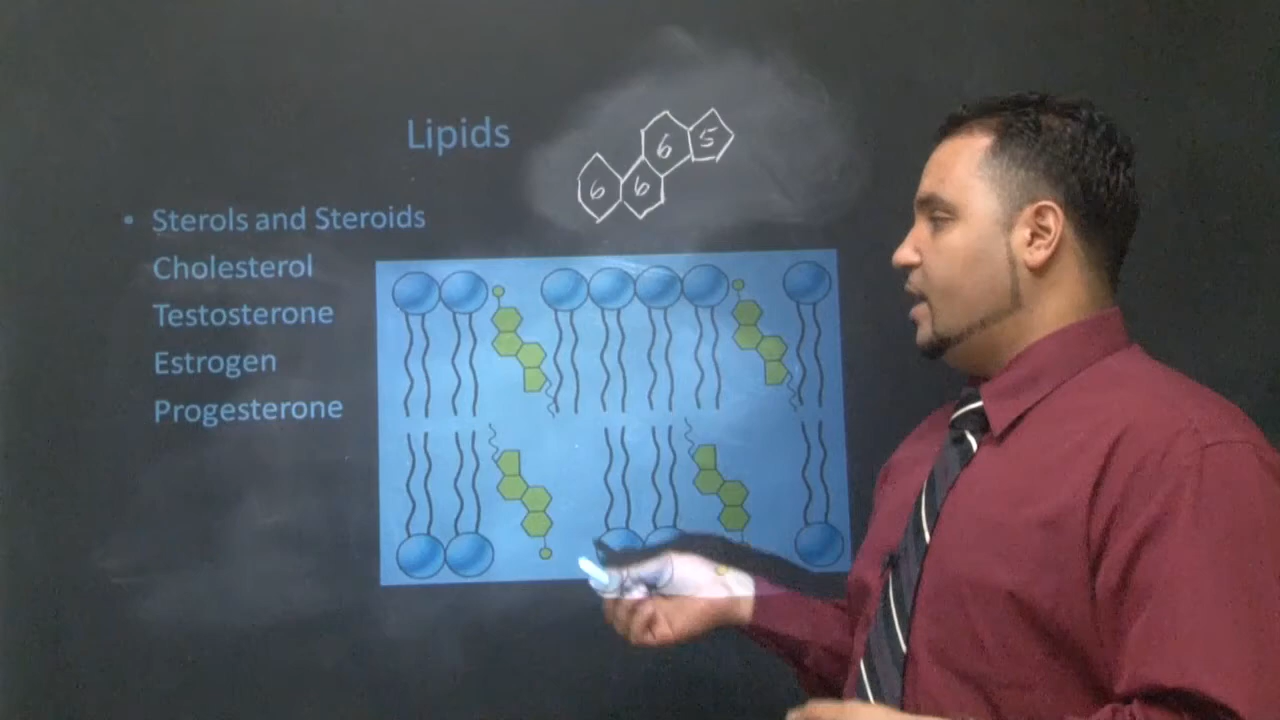 Lipids
6 6 6 5
• Sterols and Steroids
Cholesterol
Testosterone
Estrogen
Progesterone